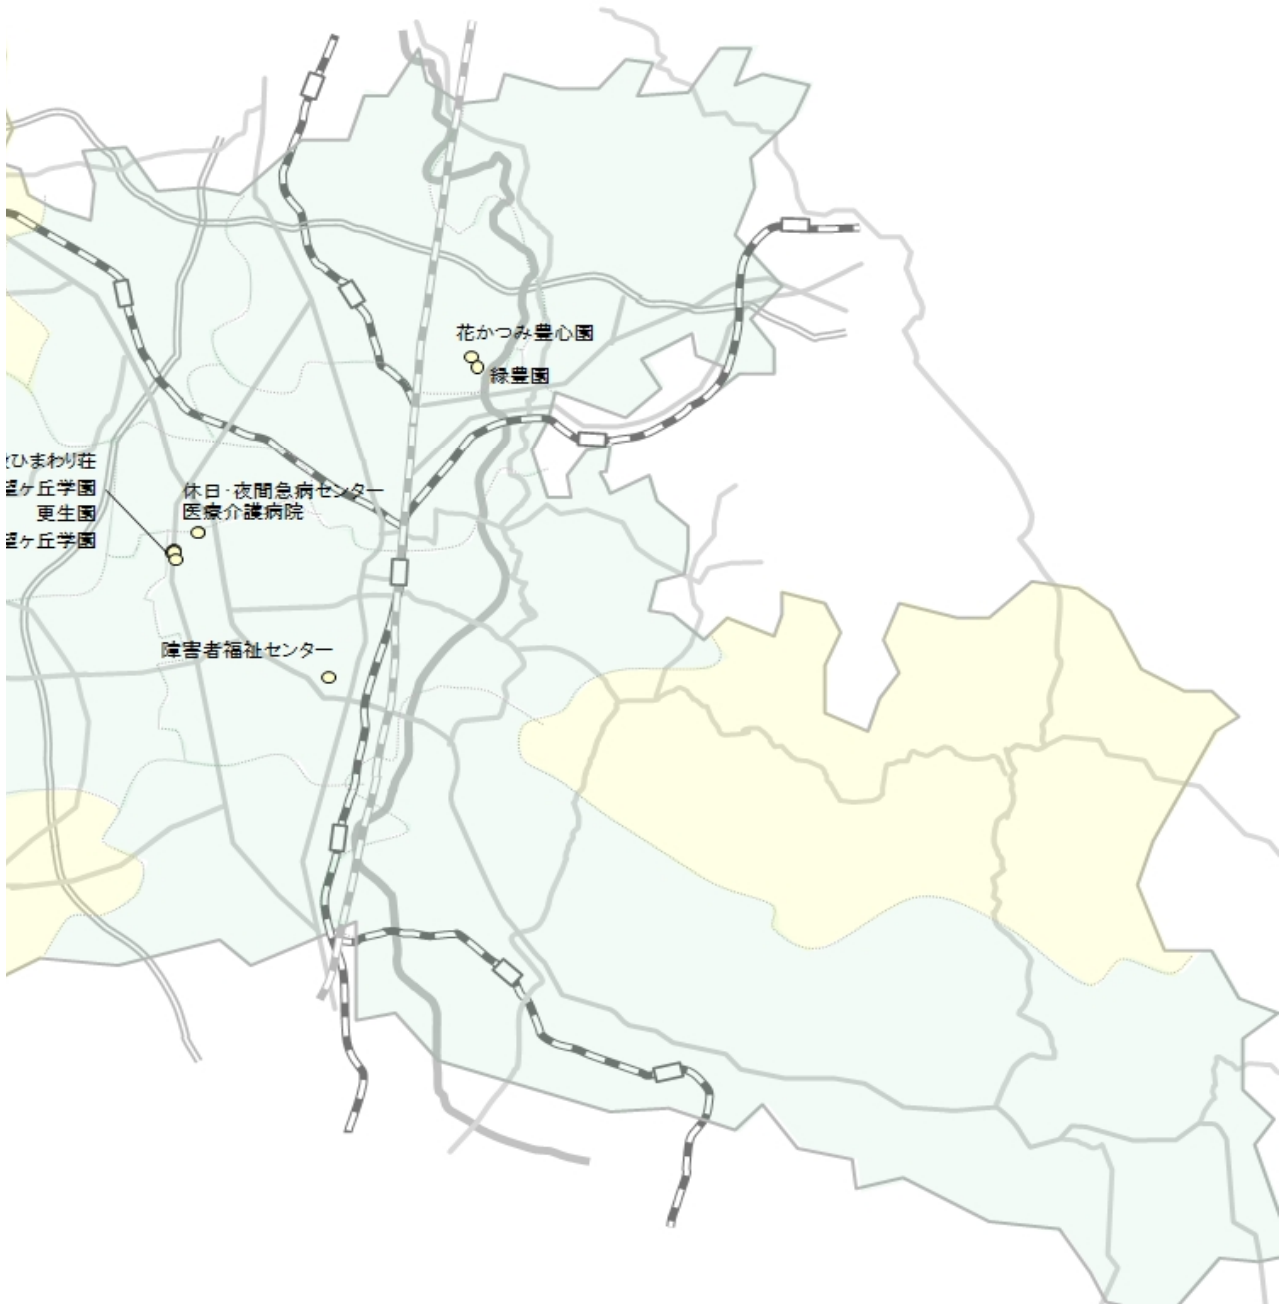 花かつみ豊心園
緑豊園
ひまわり荘
ヶ丘学園
更生園
ヶ丘学園
休日・夜間急病センター
医療介護病院
障害者福祉センター